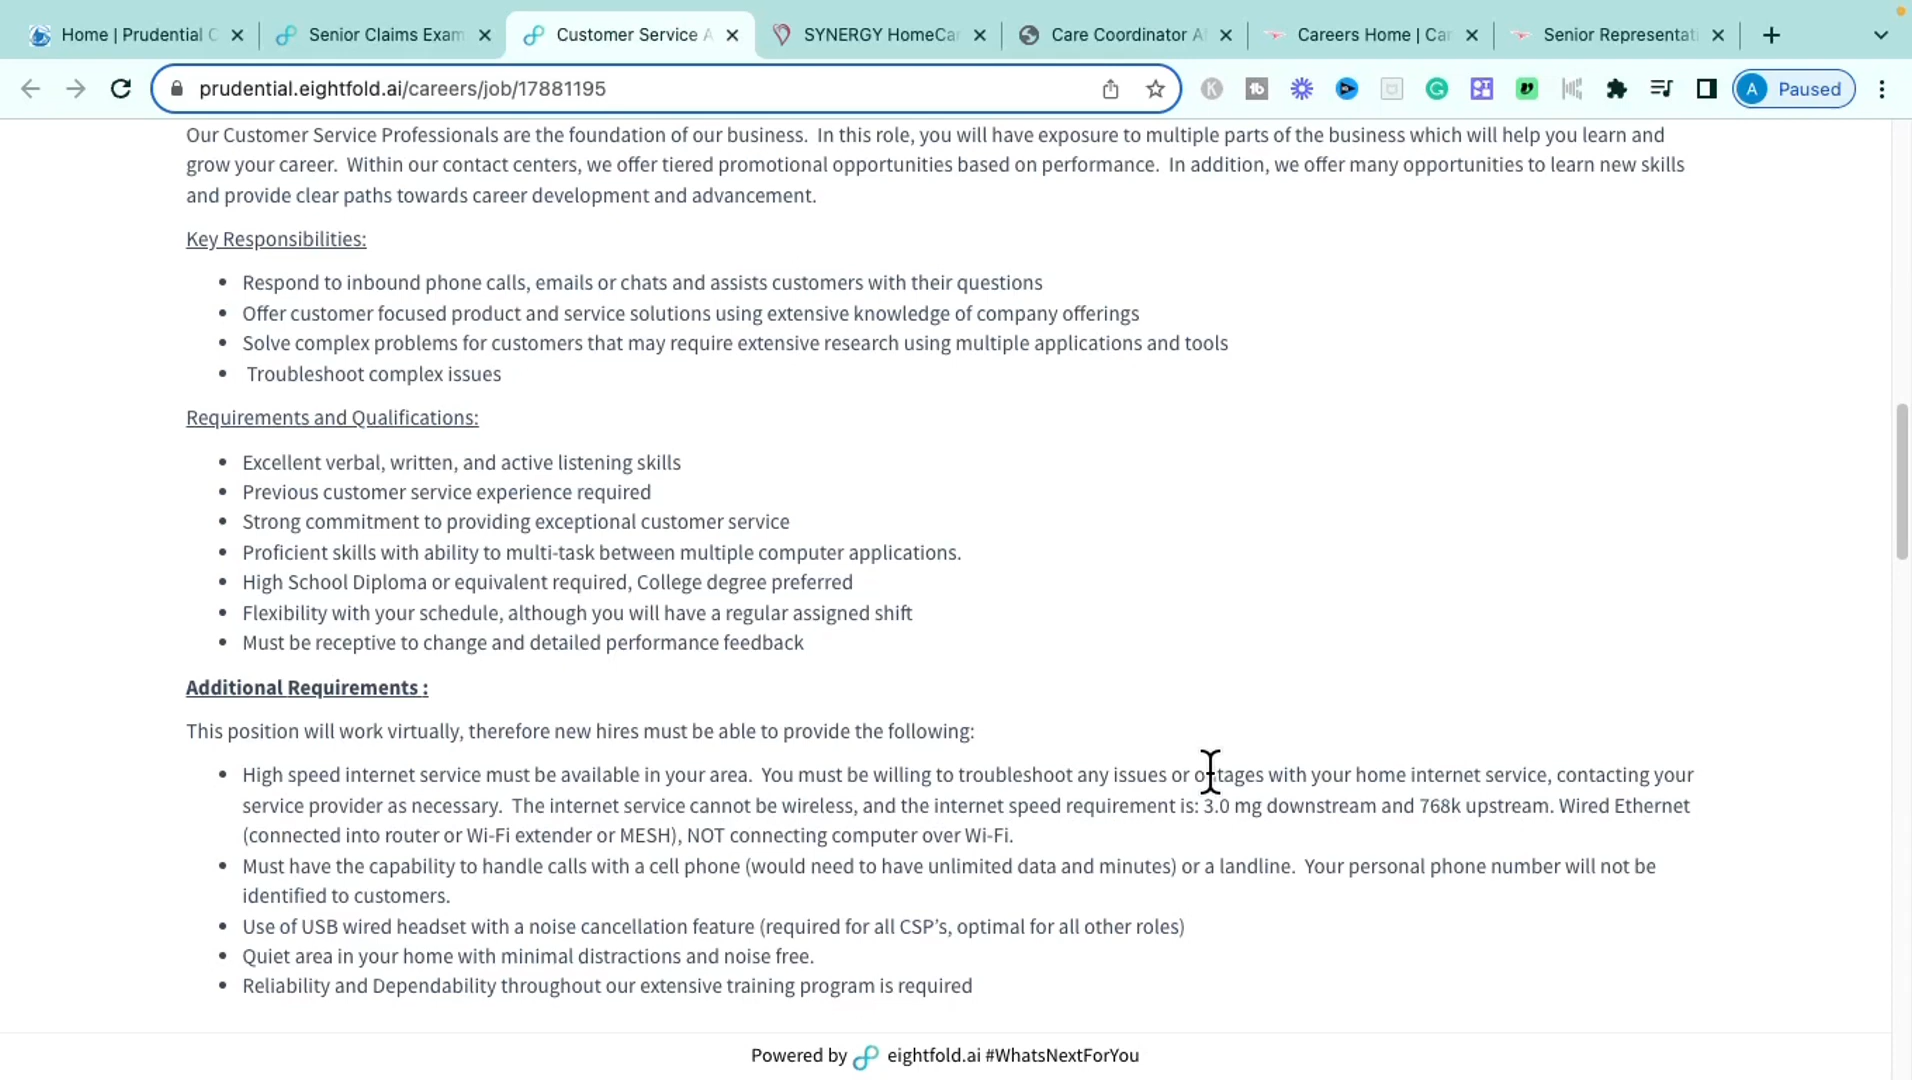 Home | Prudential C
Senior Claims Exam
Customer Service A
SYNERGY HomeCar
Care Coordinator A
Careers Home | Car
Senior Representati
prudential.eightfold.ai/careers/job/17881195
A Paused
Our Customer Service Professionals are the foundation of our business.  In this role, you will have exposure to multiple parts of the business which will help you learn and
grow your career.  Within our contact centers, we offer tiered promotional opportunities based on performance.  In addition, we offer many opportunities to learn new skills
and provide clear paths towards career development and advancement.
Key Responsibilities:
• Respond to inbound phone calls, emails or chats and assists customers with their questions
• Offer customer focused product and service solutions using extensive knowledge of company offerings
• Solve complex problems for customers that may require extensive research using multiple applications and tools
• Troubleshoot complex issues
Requirements and Qualifications:
• Excellent verbal, written, and active listening skills
• Previous customer service experience required
• Strong commitment to providing exceptional customer service
• Proficient skills with ability to multi-task between multiple computer applications.
• High School Diploma or equivalent required, College degree preferred
• Flexibility with your schedule, although you will have a regular assigned shift
• Must be receptive to change and detailed performance feedback
Additional Requirements :
This position will work virtually, therefore new hires must be able to provide the following:
• High speed internet service must be available in your area.  You must be willing to troubleshoot any issues or outages with your home internet service, contacting your
service provider as necessary.  The internet service cannot be wireless, and the internet speed requirement is: 3.0 mg downstream and 768k upstream. Wired Ethernet
(connected into router or Wi-Fi extender or MESH), NOT connecting computer over Wi-Fi.
• Must have the capability to handle calls with a cell phone (would need to have unlimited data and minutes) or a landline.  Your personal phone number will not be
identified to customers.
• Use of USB wired headset with a noise cancellation feature (required for all CSP’s, optimal for all other roles)
• Quiet area in your home with minimal distractions and noise free.
• Reliability and Dependability throughout our extensive training program is required
Powered by eightfold.ai #WhatsNextForYou